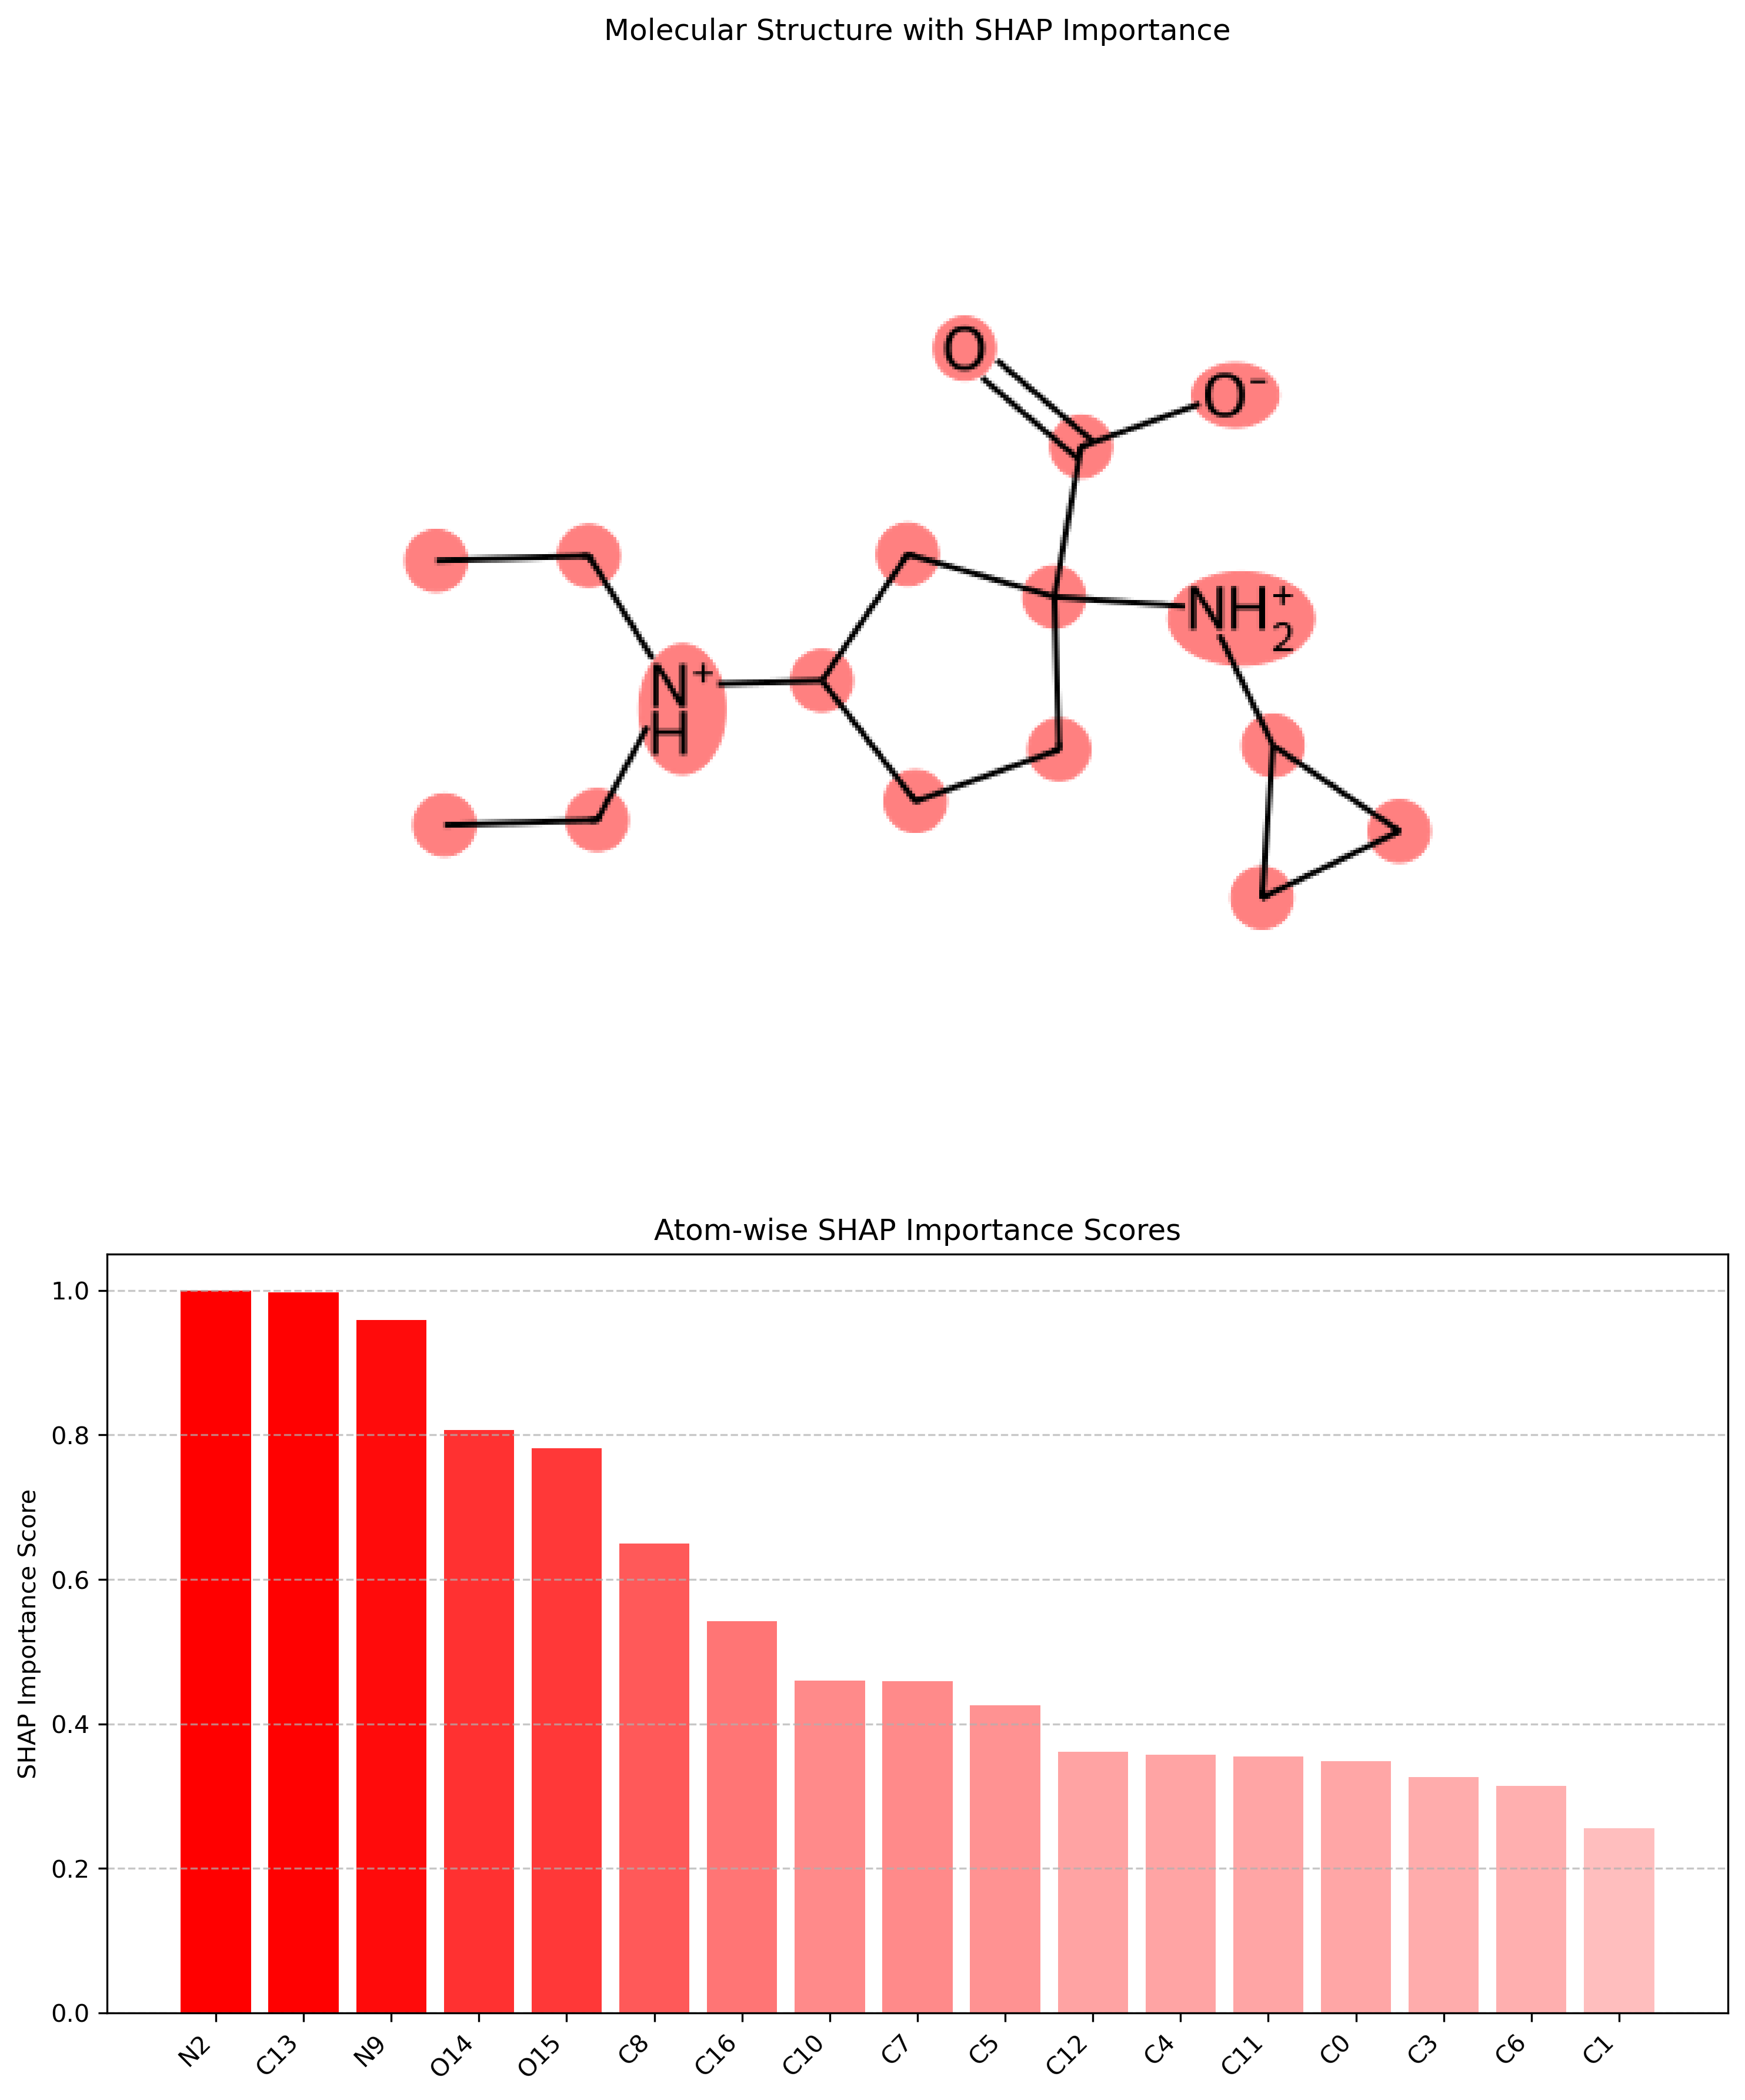 Molecular Structure with SHAP Importance
O
O⁻
NH₂⁺
N⁺
H
Atom-wise SHAP Importance Scores
SHAP Importance Score
1.0
0.8
0.6
0.4
0.2
0.0
N2 C13 N9 O14 O15 C8 C16 C10 C7 C5 C12 C4 C11 C0 C3 C6 C1